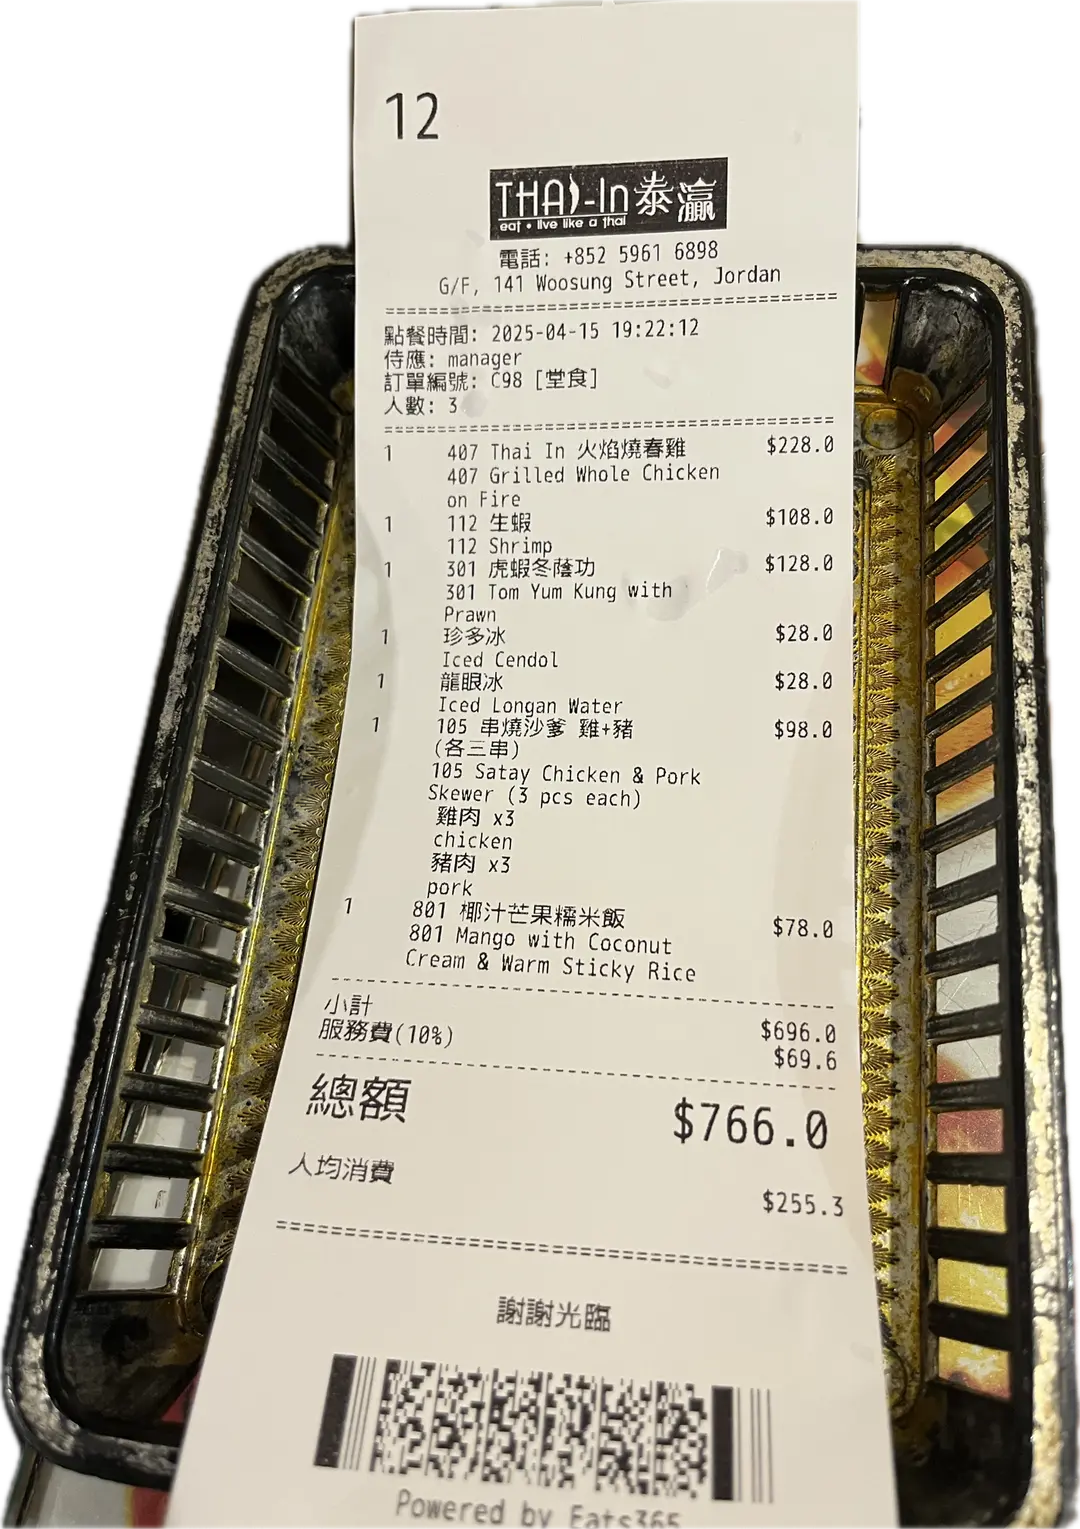 12
THAI-In 泰瀛
eat • live like a thai
電話: +852 5961 6898
G/F, 141 Woosung Street, Jordan
點餐時間: 2025-04-15 19:22:12
侍應: manager
訂單編號: C98 [堂食]
人數: 3
1 407 Thai In 火焰燒春雞 $228.0
407 Grilled Whole Chicken
on Fire
1 112 生蝦 $108.0
112 Shrimp
1 301 虎蝦冬蔭功 $128.0
301 Tom Yum Kung with
Prawn
1 珍多冰 $28.0
Iced Cendol
1 龍眼冰 $28.0
Iced Longan Water
1 105 串燒沙爹 雞+豬 $98.0
(各三串)
105 Satay Chicken & Pork
Skewer (3 pcs each)
雞肉 x3
chicken
豬肉 x3
pork
1 801 椰汁芒果糯米飯 $78.0
801 Mango with Coconut
Cream & Warm Sticky Rice
小計 $696.0
服務費(10%) $69.6
總額 $766.0
人均消費 $255.3
謝謝光臨
Powered by Eats365